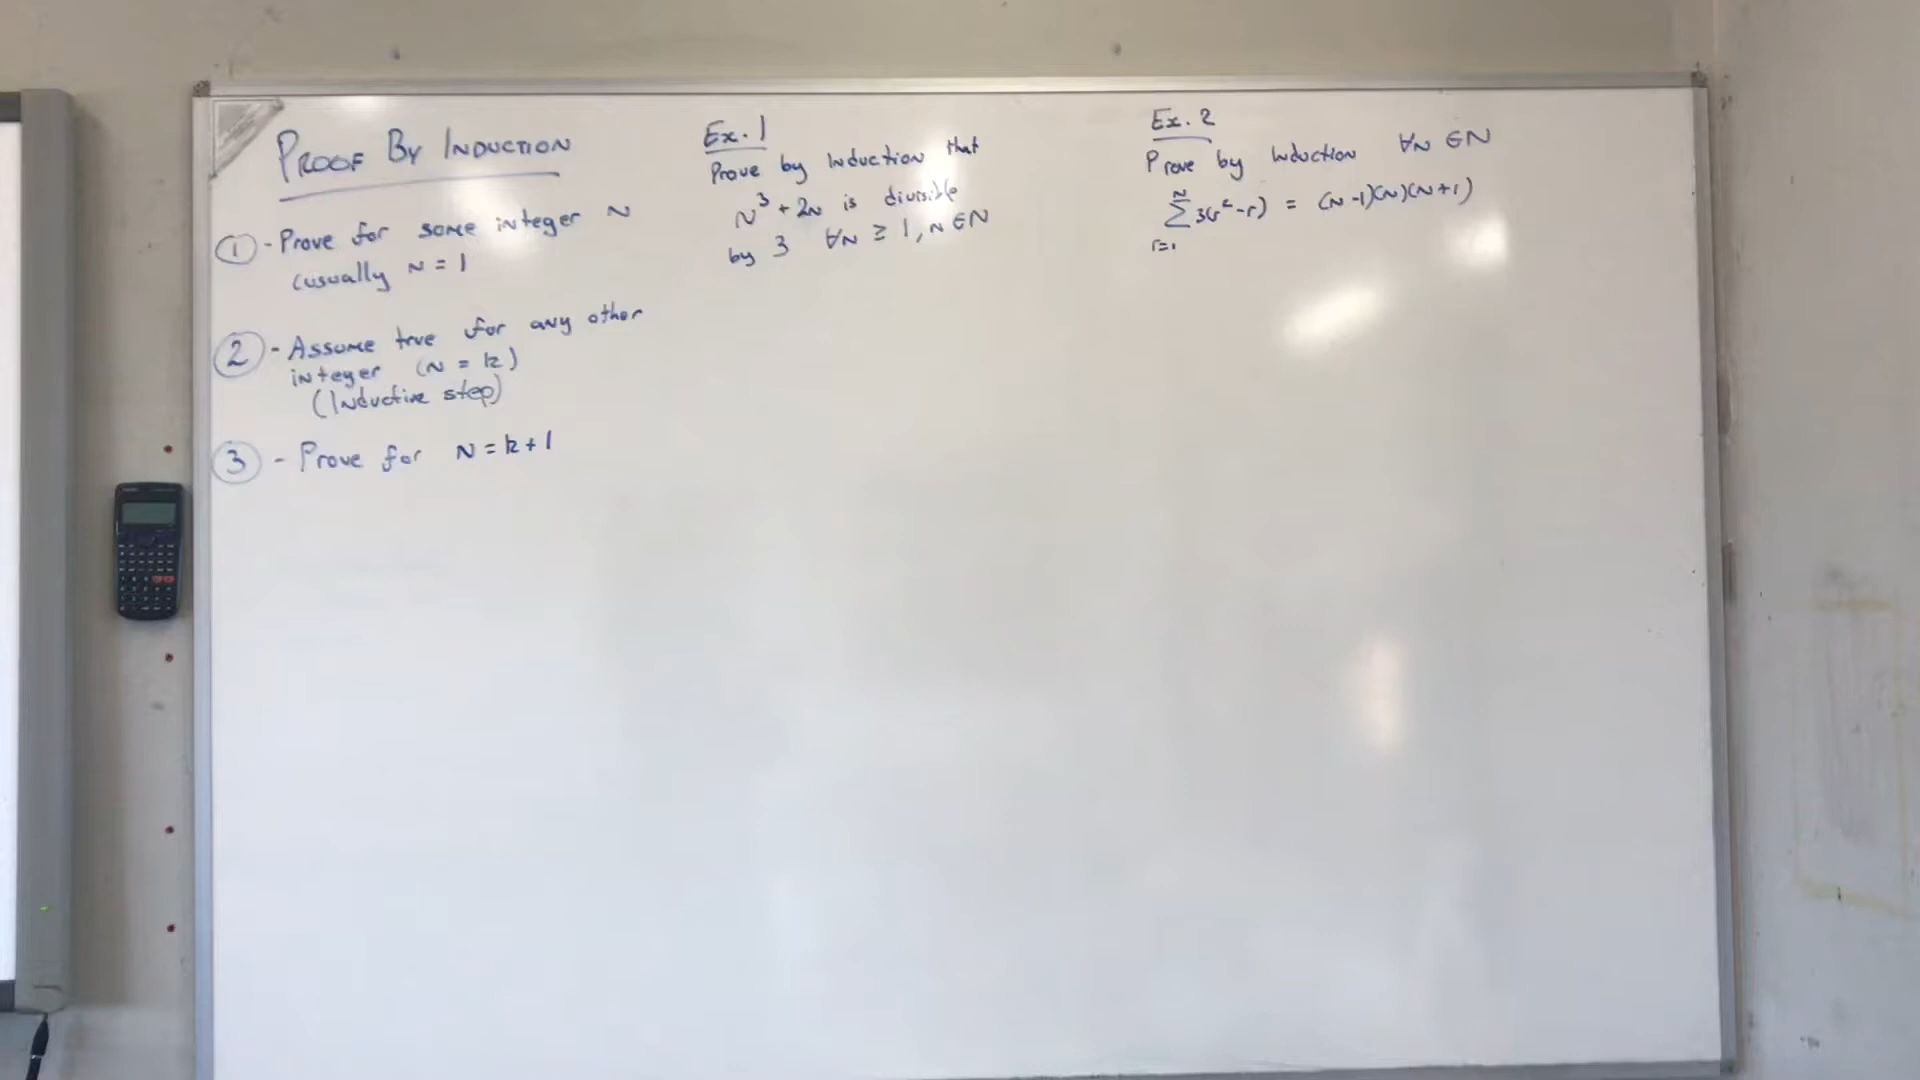 PROOF BY INDUCTION
① - Prove for some integer N
(usually N = 1
② - Assume true for any other
integer (N = k)
(Inductive step)
③ - Prove for N = k + 1
Ex. 1
Prove by Induction that
N³ + 2N is divisible
by 3 ∀N ≥ 1, N ∈ N
Ex. 2
Prove by Induction ∀N ∈ N
N
∑ 3(r² - r) = (N - 1)(N)(N + 1)
r=1